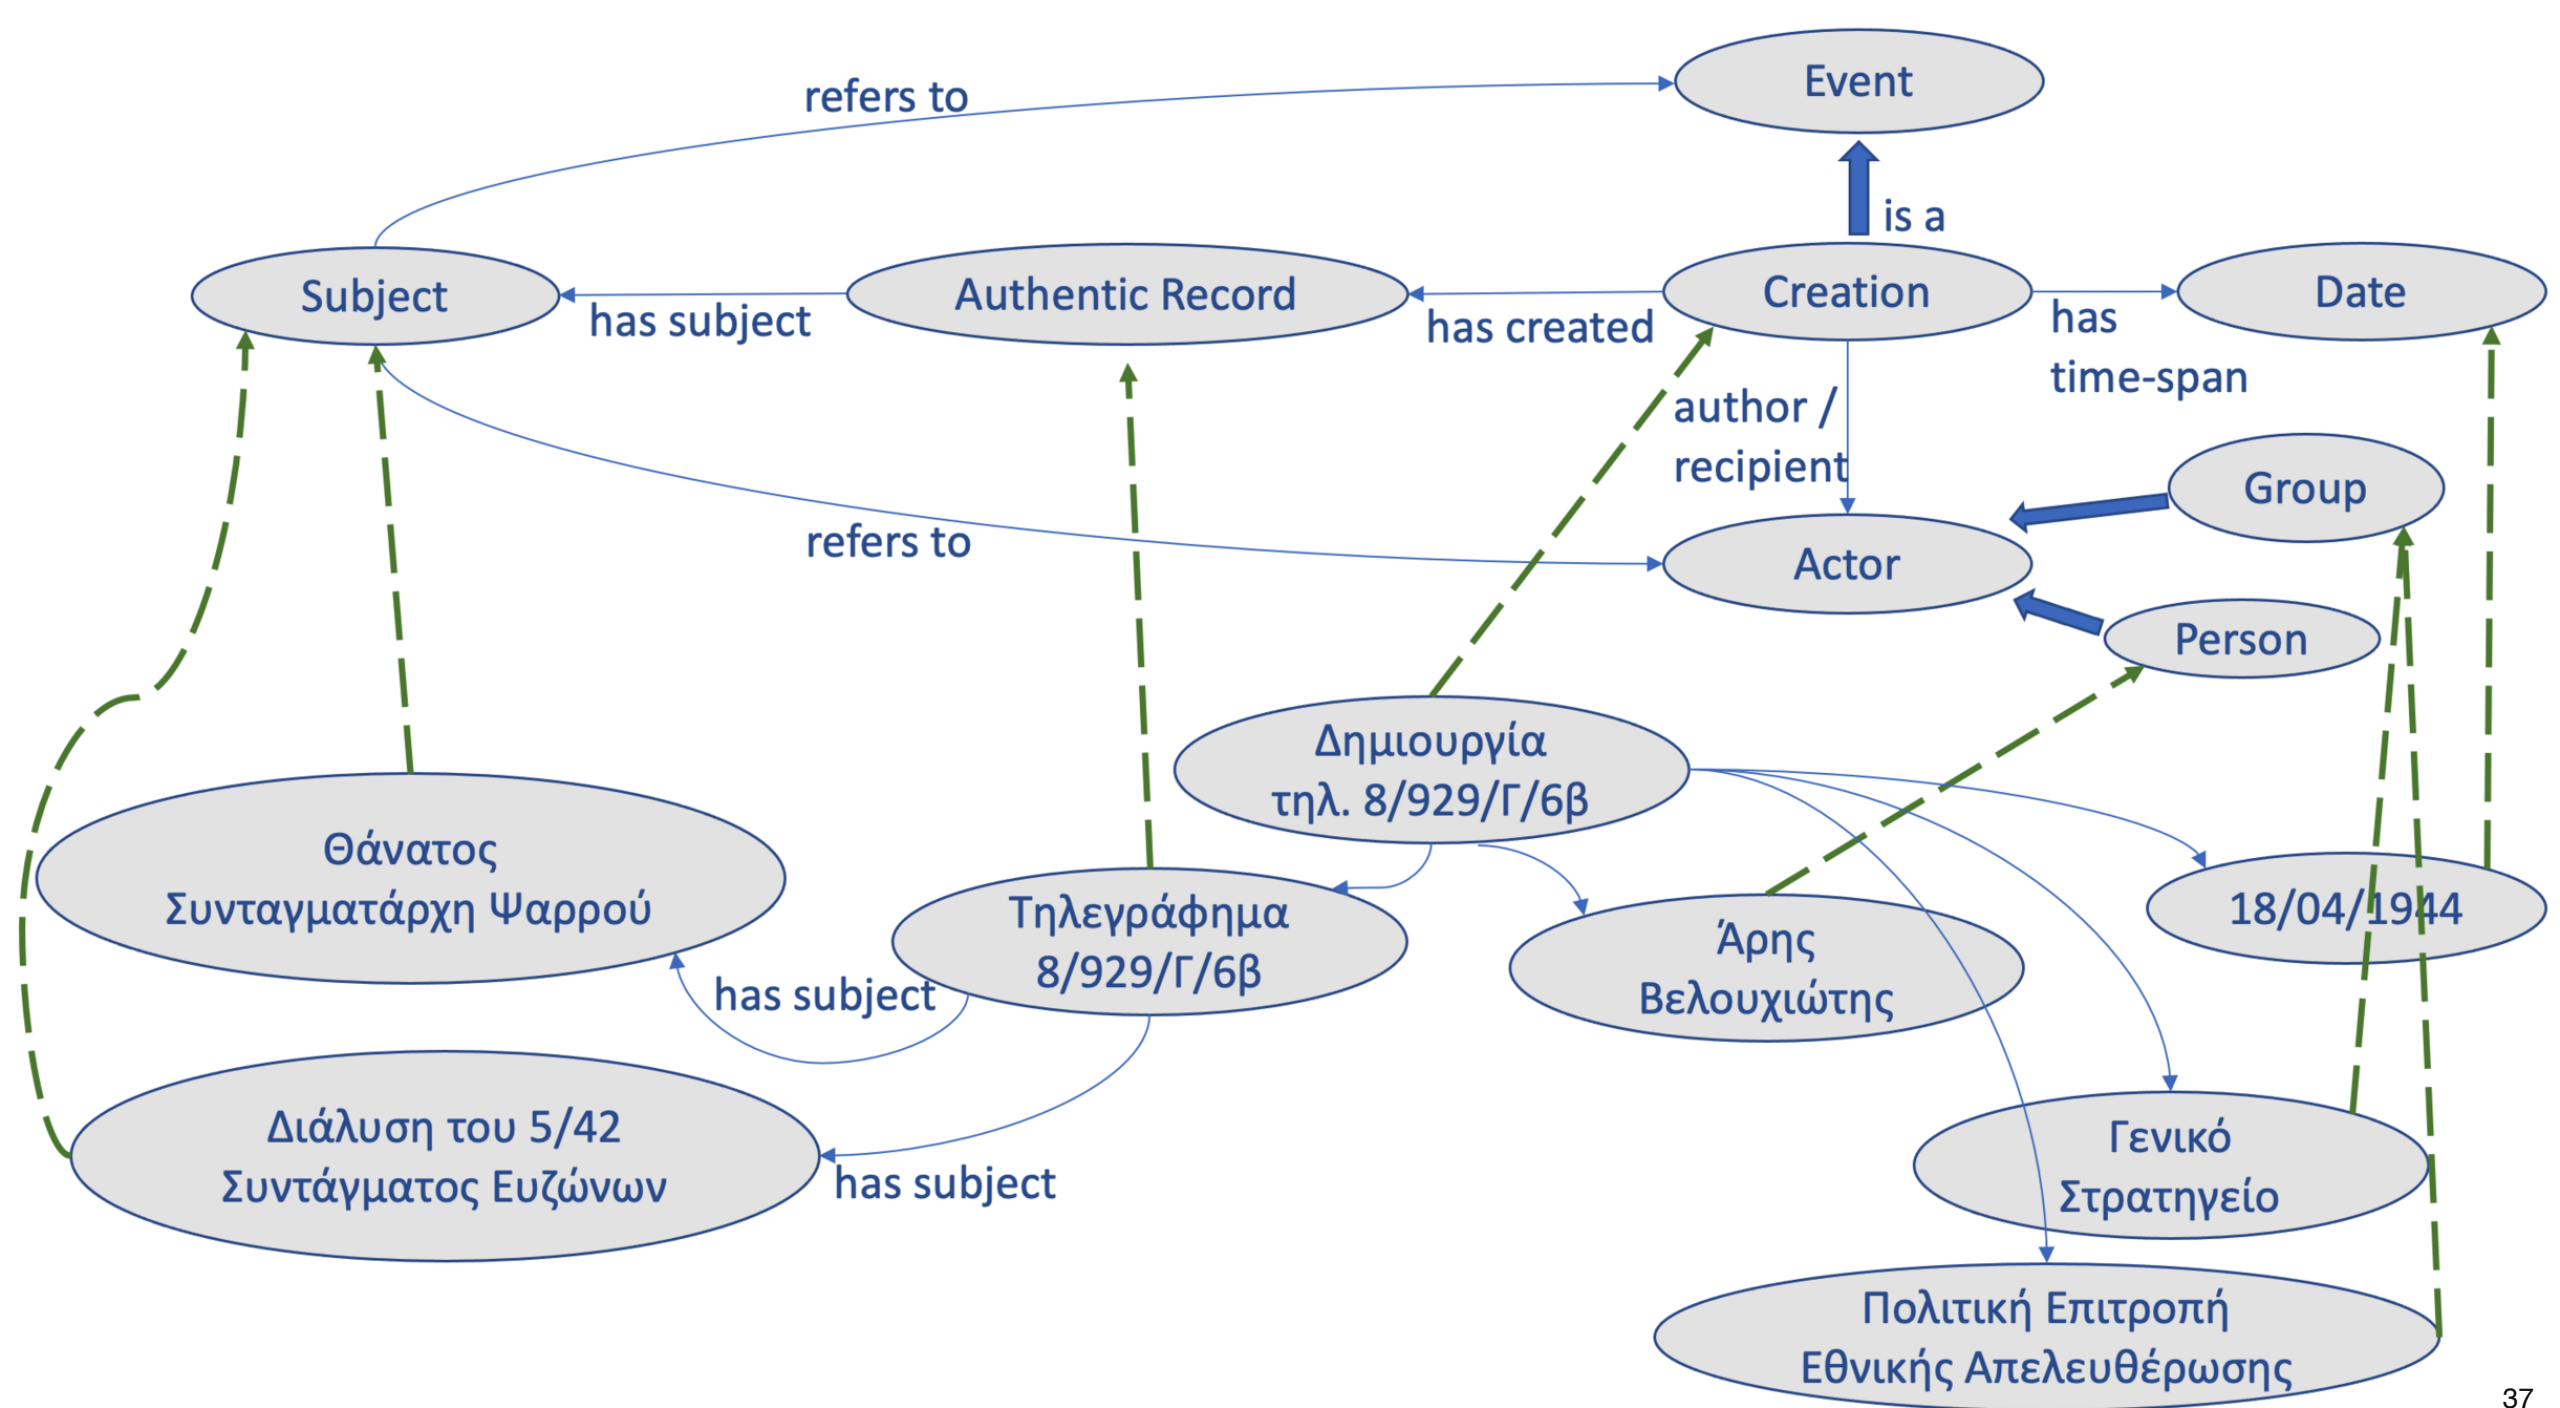 Event
refers to
is a
Subject
Authentic Record
Creation
Date
has subject
has created
has
time-span
author /
recipient
Group
refers to
Actor
Person
Δημιουργία
τηλ. 8/929/Γ/6β
Θάνατος
Συνταγματάρχη Ψαρρού
Τηλεγράφημα
8/929/Γ/6β
18/04/1944
Άρης
Βελουχιώτης
has subject
Διάλυση του 5/42
Συντάγματος Ευζώνων
has subject
Γενικό
Στρατηγείο
Πολιτική Επιτροπή
Εθνικής Απελευθέρωσης
37